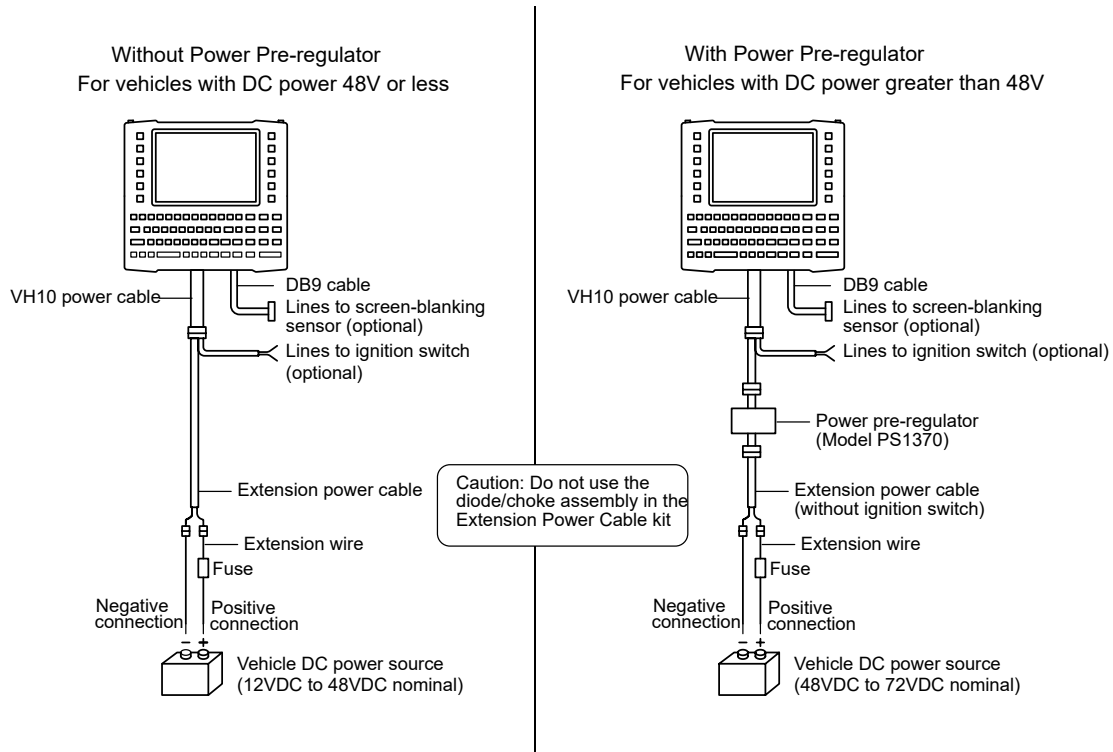 Without Power Pre-regulator
For vehicles with DC power 48V or less
VH10 power cable
DB9 cable
Lines to screen-blanking
sensor (optional)
Lines to ignition switch
(optional)
Extension power cable
Extension wire
Fuse
Negative
connection
Positive
connection
− +
Vehicle DC power source
(12VDC to 48VDC nominal)
Caution: Do not use the
diode/choke assembly in the
Extension Power Cable kit
With Power Pre-regulator
For vehicles with DC power greater than 48V
VH10 power cable
DB9 cable
Lines to screen-blanking
sensor (optional)
Lines to ignition switch (optional)
Power pre-regulator
(Model PS1370)
Extension power cable
(without ignition switch)
Extension wire
Fuse
Negative
connection
Positive
connection
− +
Vehicle DC power source
(48VDC to 72VDC nominal)